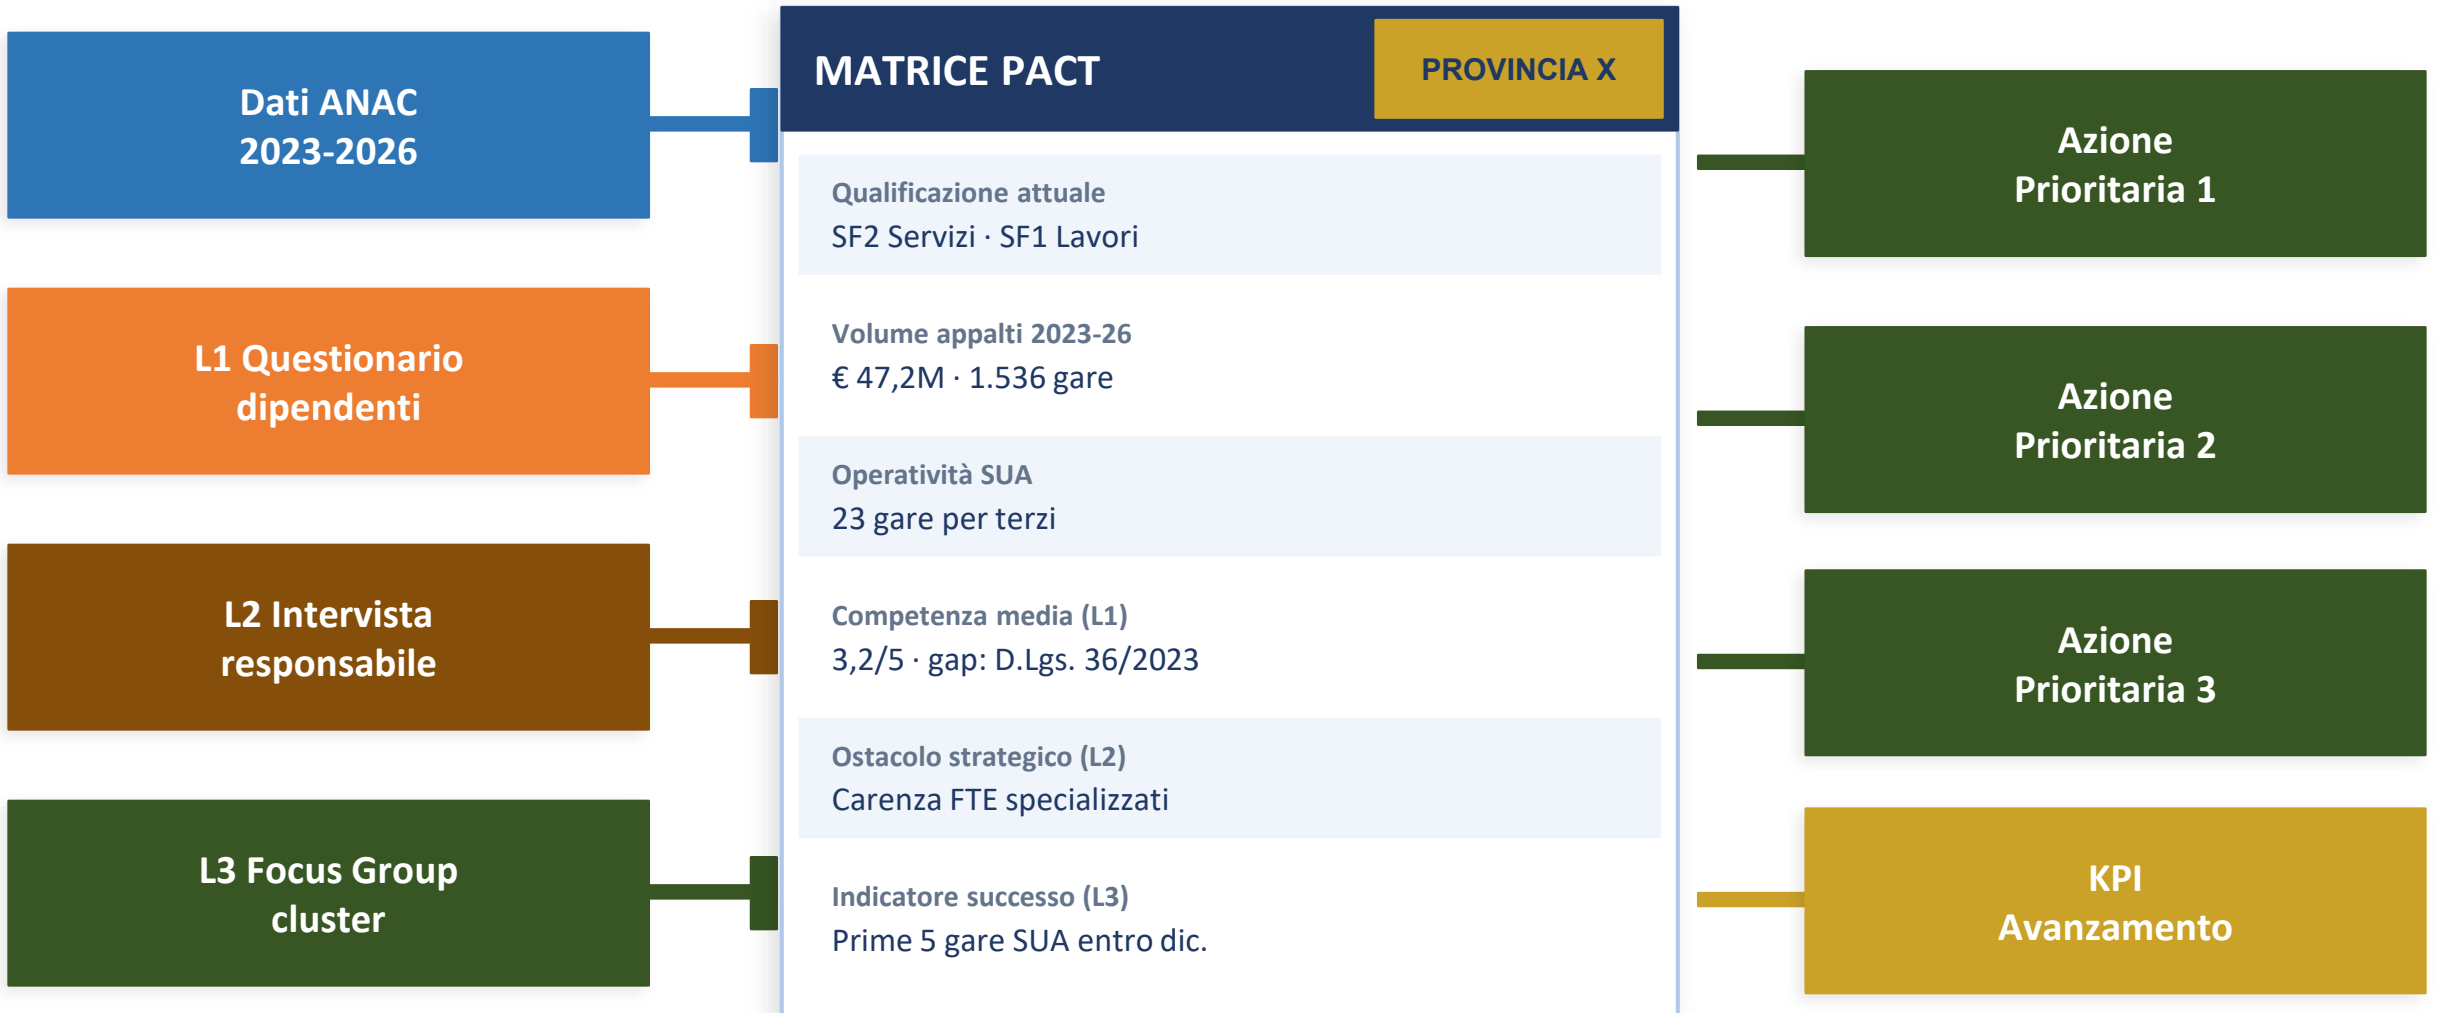 Dati ANAC
2023-2026
L1 Questionario
dipendenti
L2 Intervista
responsabile
L3 Focus Group
cluster
MATRICE PACT
PROVINCIA X
Qualificazione attuale
SF2 Servizi · SF1 Lavori
Volume appalti 2023-26
€ 47,2M · 1.536 gare
Operatività SUA
23 gare per terzi
Competenza media (L1)
3,2/5 · gap: D.Lgs. 36/2023
Ostacolo strategico (L2)
Carenza FTE specializzati
Indicatore successo (L3)
Prime 5 gare SUA entro dic.
Azione
Prioritaria 1
Azione
Prioritaria 2
Azione
Prioritaria 3
KPI
Avanzamento